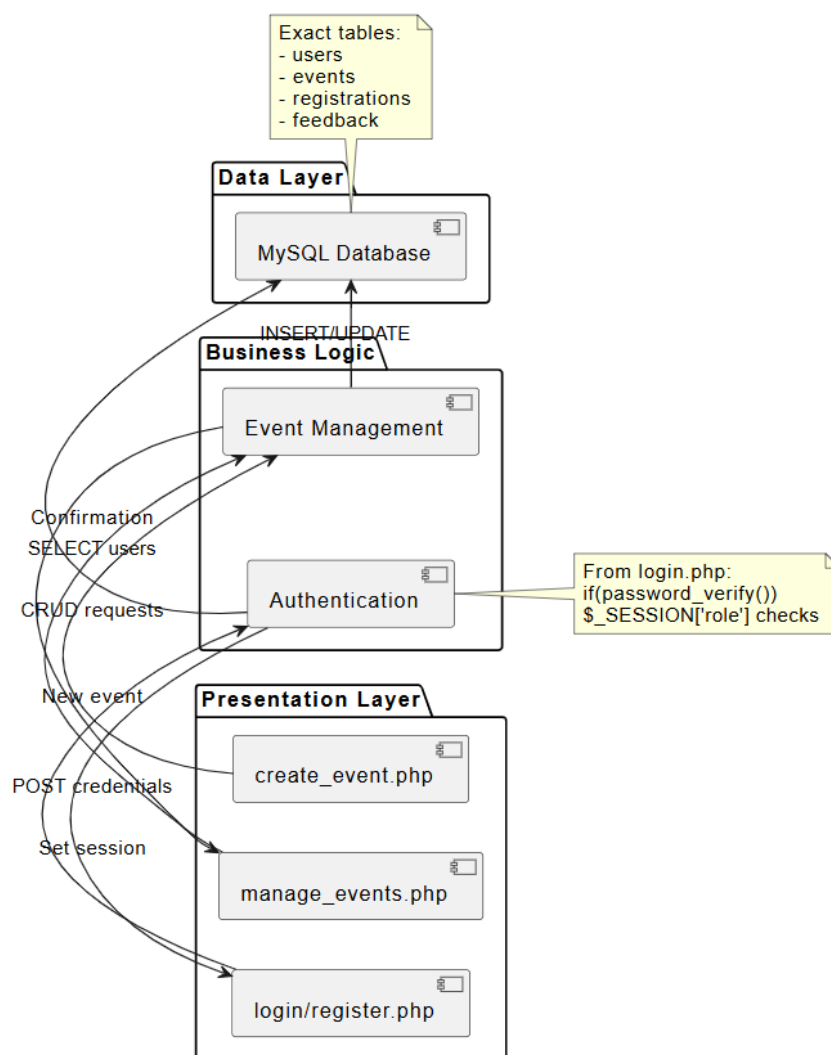 Exact tables:
- users
- events
- registrations
- feedback
Data Layer
MySQL Database
INSERT/UPDATE
Business Logic
Event Management
Confirmation
SELECT users
Authentication
From login.php:
if(password_verify())
$_SESSION['role'] checks
CRUD requests
New event
Presentation Layer
create_event.php
POST credentials
Set session
manage_events.php
login/register.php